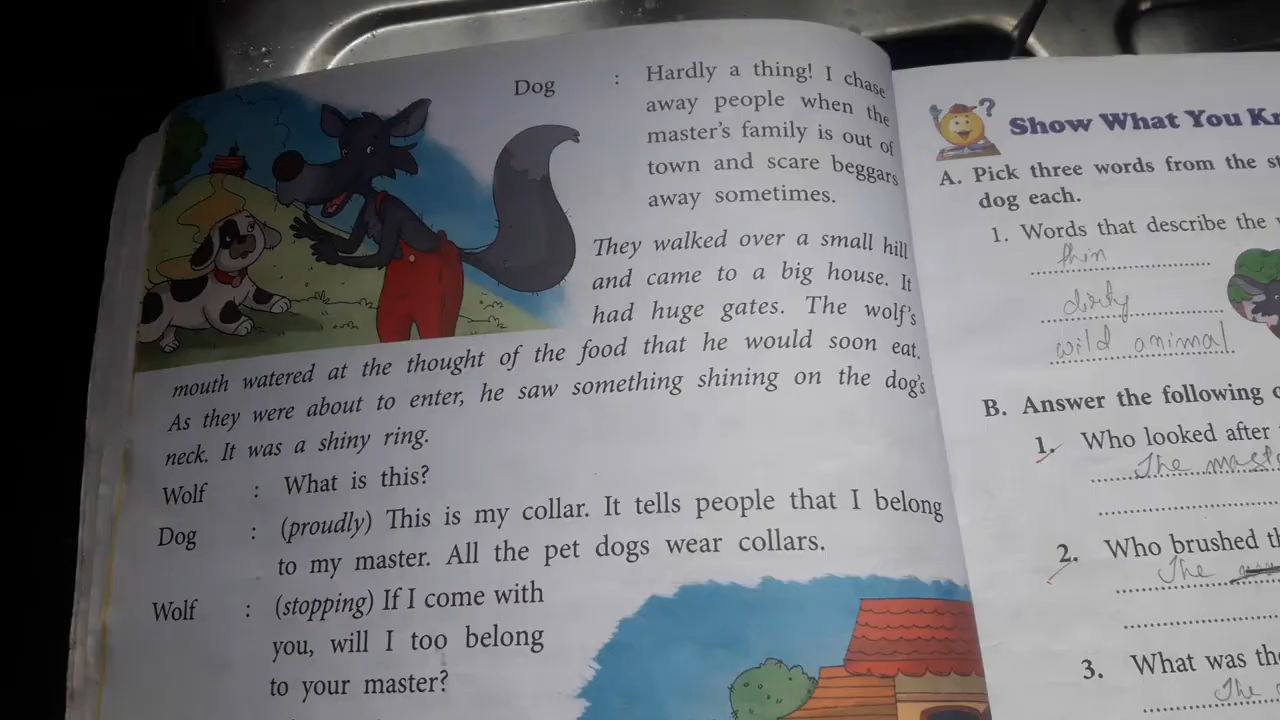 Dog : Hardly a thing! I chase
away people when the
master's family is out of
town and scare beggars
away sometimes.
They walked over a small hill
and came to a big house. It
had huge gates. The wolf's
mouth watered at the thought of the food that he would soon eat.
As they were about to enter, he saw something shining on the dog's
neck. It was a shiny ring.
Wolf : What is this?
Dog : (proudly) This is my collar. It tells people that I belong
to my master. All the pet dogs wear collars.
Wolf : (stopping) If I come with
you, will I too belong
to your master?
Show What You Kn
A. Pick three words from the st
dog each.
1. Words that describe the
thin
dirty
wild animal
B. Answer the following
1. Who looked after
The mast
2. Who brushed th
The
3. What was the
The